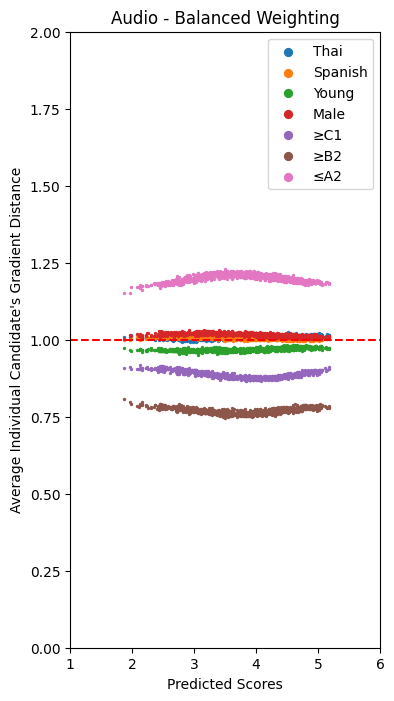 Audio - Balanced Weighting
Average Individual Candidate's Gradient Distance
2.00
1.75
1.50
1.25
1.00
0.75
0.50
0.25
0.00
Thai
Spanish
Young
Male
≥C1
≥B2
≤A2
1 2 3 4 5 6
Predicted Scores